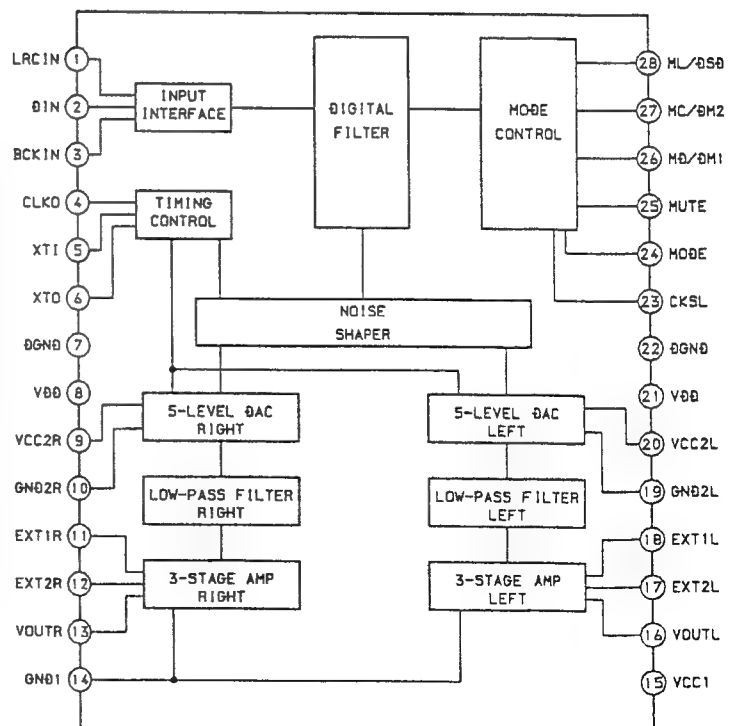 LRCIN 1
DIN 2
BCKIN 3
CLKO 4
XTI 5
XTO 6
DGND 7
VDD 8
VCC2R 9
GND2R 10
EXT1R 11
EXT2R 12
VOUTR 13
GND1 14
INPUT
INTERFACE
TIMING
CONTROL
DIGITAL
FILTER
MODE
CONTROL
NOISE
SHAPER
5-LEVEL DAC
RIGHT
LOW-PASS FILTER
RIGHT
3-STAGE AMP
RIGHT
5-LEVEL DAC
LEFT
LOW-PASS FILTER
LEFT
3-STAGE AMP
LEFT
28 ML/DSD
27 MC/DM2
26 MD/DM1
25 MUTE
24 MODE
23 CKSL
22 DGND
21 VDD
20 VCC2L
19 GND2L
18 EXT1L
17 EXT2L
16 VOUTL
15 VCC1